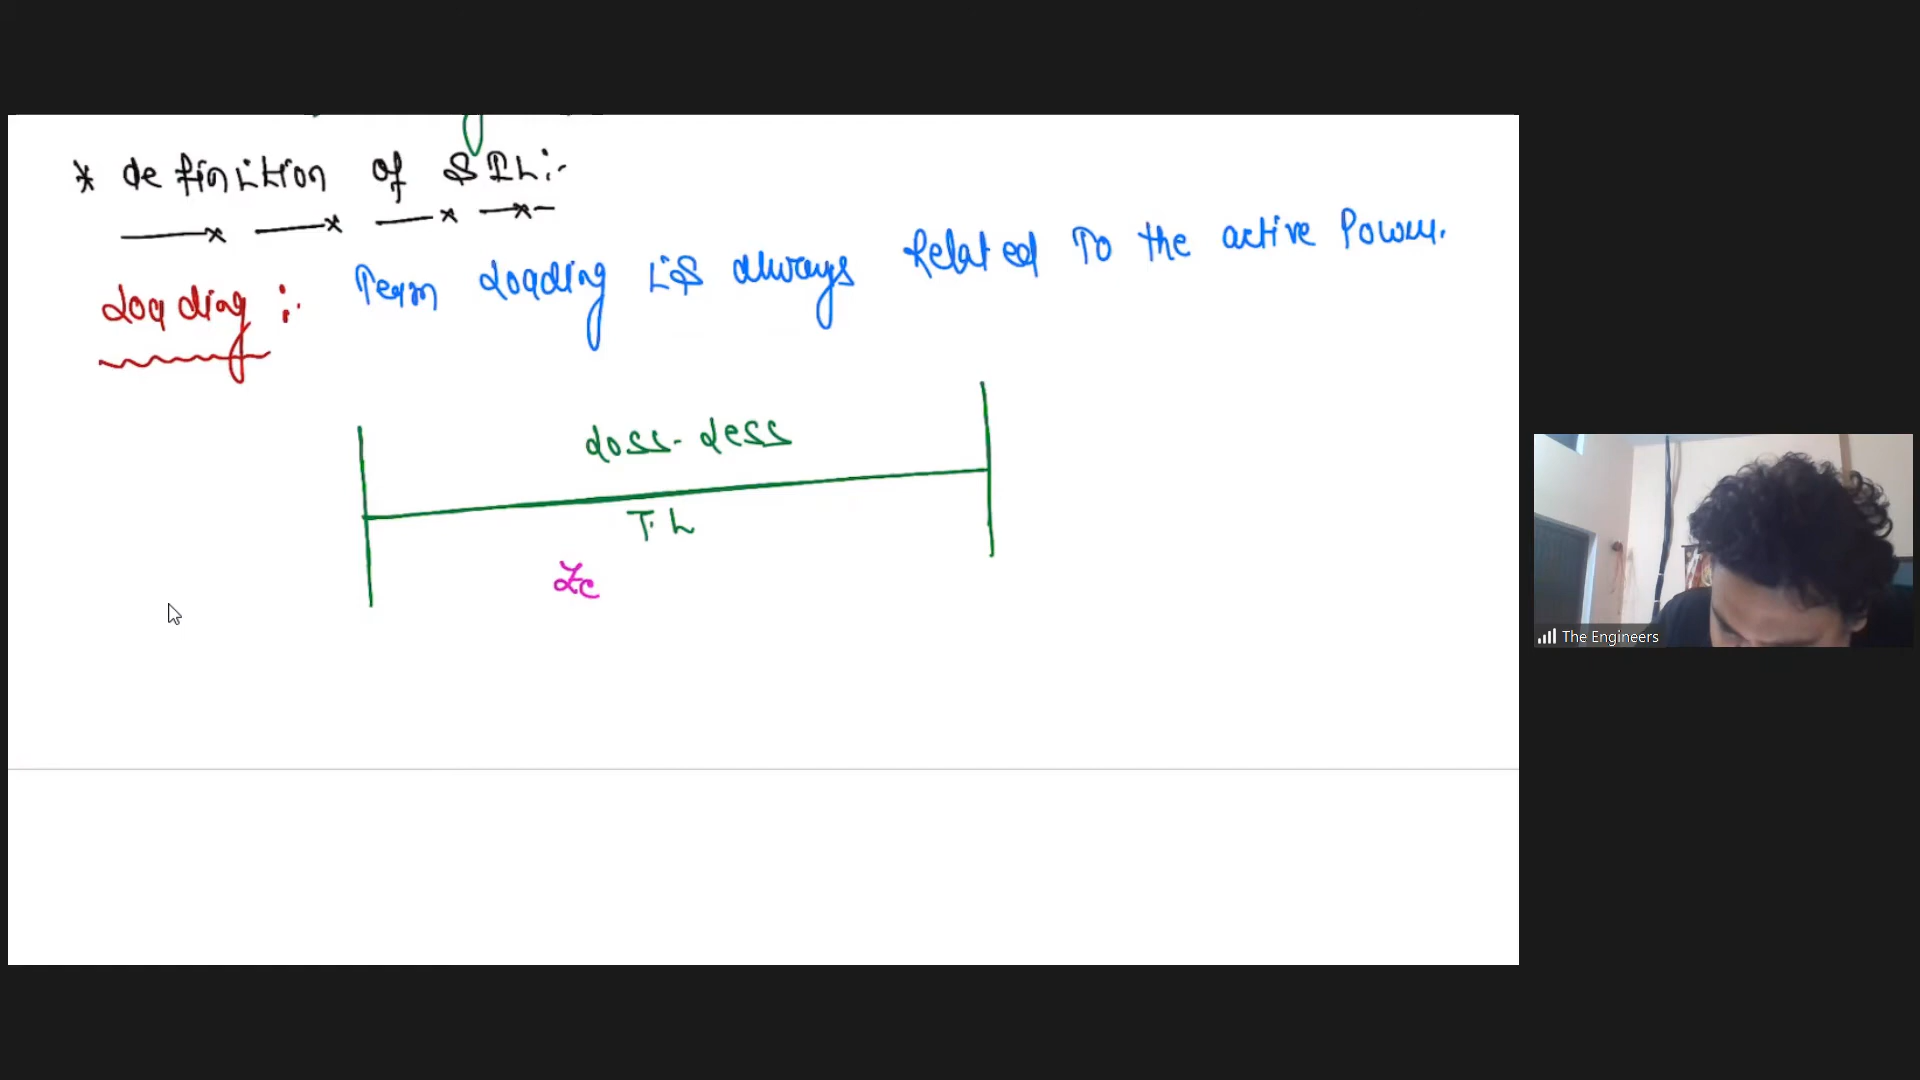 * definition of SIL:-
Loading :- Term Loading is always Related To the active Power.
Loss-Less
T.L
Zc
The Engineers